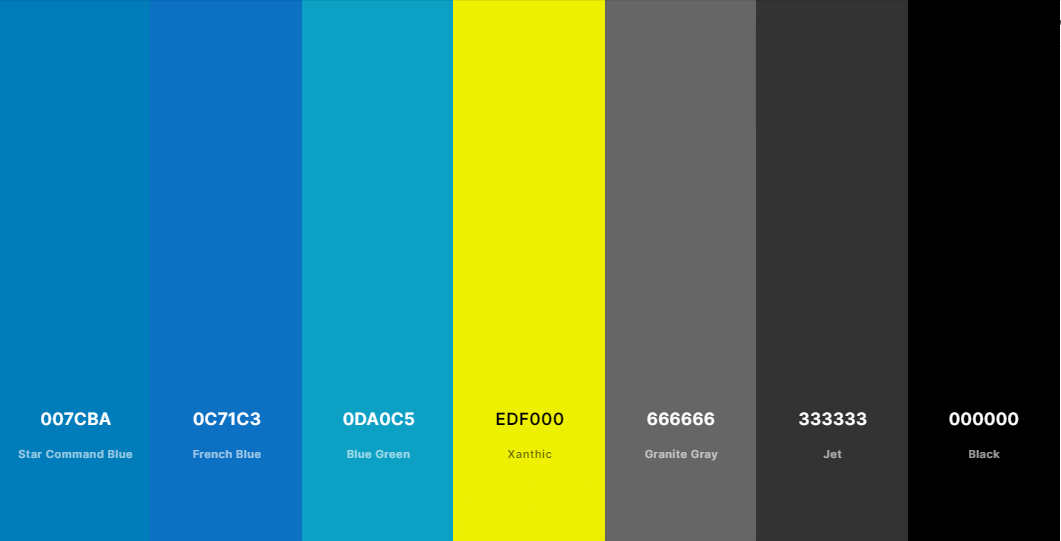 007CBA
Star Command Blue
0C71C3
French Blue
0DA0C5
Blue Green
EDF000
Xanthic
666666
Granite Gray
333333
Jet
000000
Black